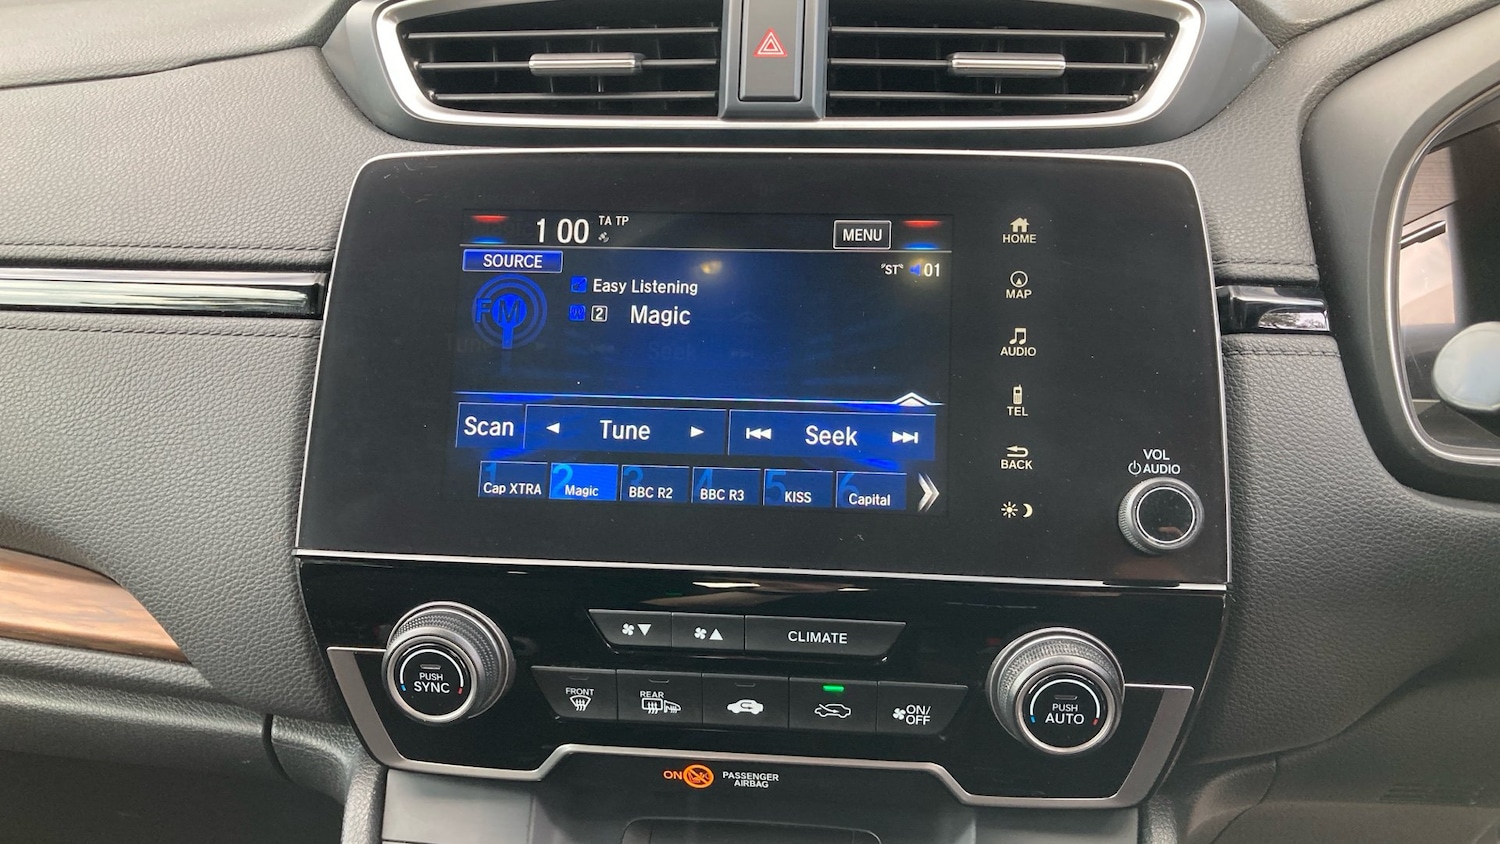 1 00 TA TP
MENU
HOME
SOURCE
"ST" 01
FM
Easy Listening
2 Magic
MAP
AUDIO
Scan Tune Seek
TEL
BACK
1 Cap XTRA
2 Magic
3 BBC R2
4 BBC R3
5 KISS
6 Capital
VOL
AUDIO
CLIMATE
PUSH
SYNC
FRONT
REAR
ON/
OFF
PUSH
AUTO
ON PASSENGER
AIRBAG